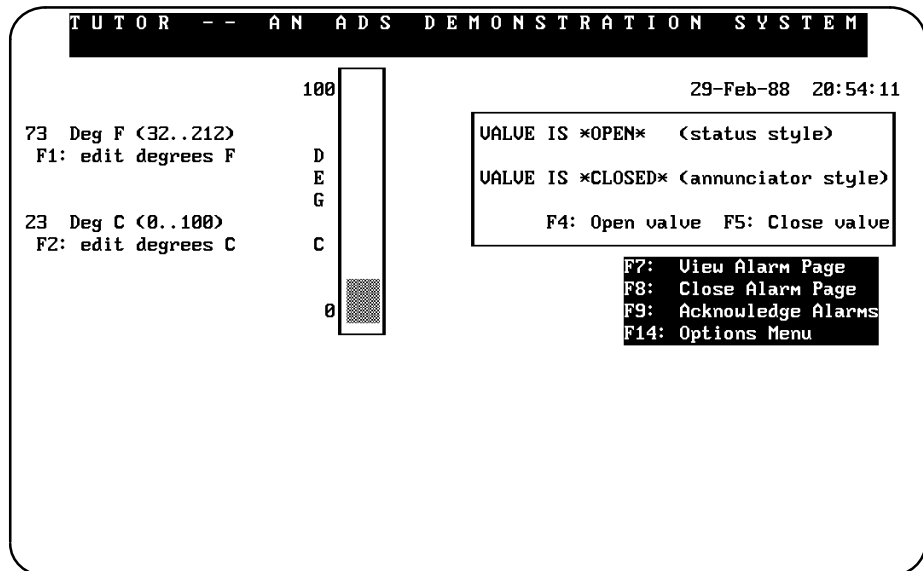 TUTOR -- AN ADS DEMONSTRATION SYSTEM
29-Feb-88 20:54:11
100
73 Deg F (32..212)
F1: edit degrees F
23 Deg C (0..100)
F2: edit degrees C
D
E
G
C
0
VALVE IS *OPEN* (status style)
VALVE IS *CLOSED* (annunciator style)
F4: Open valve F5: Close valve
F7: View Alarm Page
F8: Close Alarm Page
F9: Acknowledge Alarms
F14: Options Menu